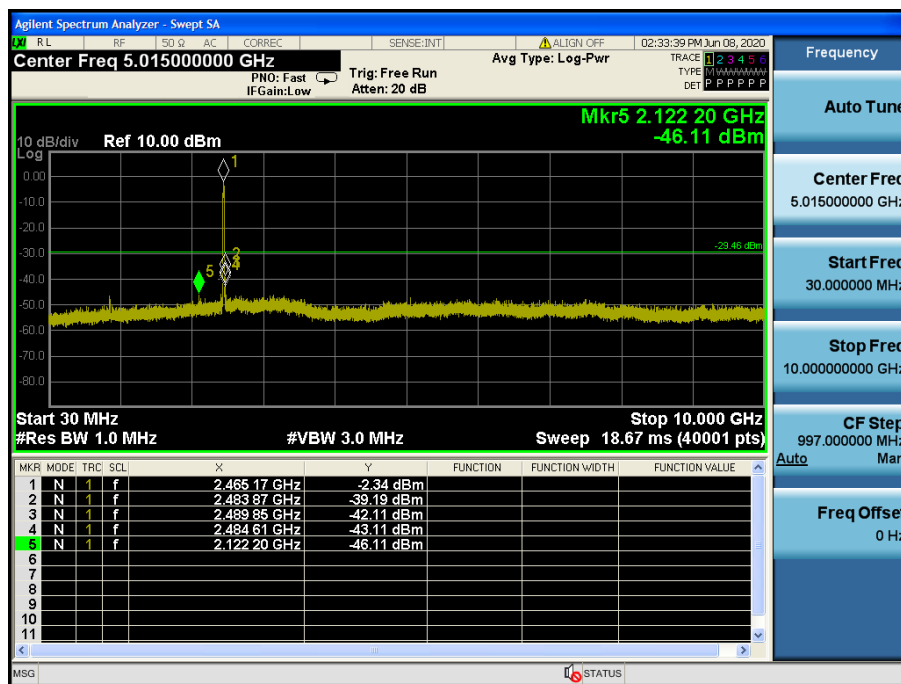 Agilent Spectrum Analyzer - Swept SA
LXI RL RF 50 Ω AC CORREC SENSE:INT ALIGN OFF 02:33:39 PM Jun 08, 2020
Center Freq 5.015000000 GHz
PNO: Fast
IFGain:Low
Trig: Free Run
Atten: 20 dB
Avg Type: Log-Pwr
TRACE 1 2 3 4 5 6
TYPE M W W W W W
DET P P P P P P
Mkr5 2.122 20 GHz
-46.11 dBm
10 dB/div Ref 10.00 dBm
Log
0.00
-10.0
-20.0
-30.0
-40.0
-50.0
-60.0
-70.0
-80.0
1
2
3
4
5
-29.46 dBm
Start 30 MHz Stop 10.000 GHz
#Res BW 1.0 MHz #VBW 3.0 MHz Sweep 18.67 ms (40001 pts)
MKR MODE TRC SCL X Y FUNCTION FUNCTION WIDTH FUNCTION VALUE
1 N 1 f 2.465 17 GHz -2.34 dBm
2 N 1 f 2.483 87 GHz -39.19 dBm
3 N 1 f 2.489 85 GHz -42.11 dBm
4 N 1 f 2.484 61 GHz -43.11 dBm
5 N 1 f 2.122 20 GHz -46.11 dBm
6
7
8
9
10
11
MSG STATUS
Frequency
Auto Tune
Center Freq
5.015000000 GHz
Start Freq
30.000000 MHz
Stop Freq
10.000000000 GHz
CF Step
997.000000 MHz
Auto Man
Freq Offset
0 Hz